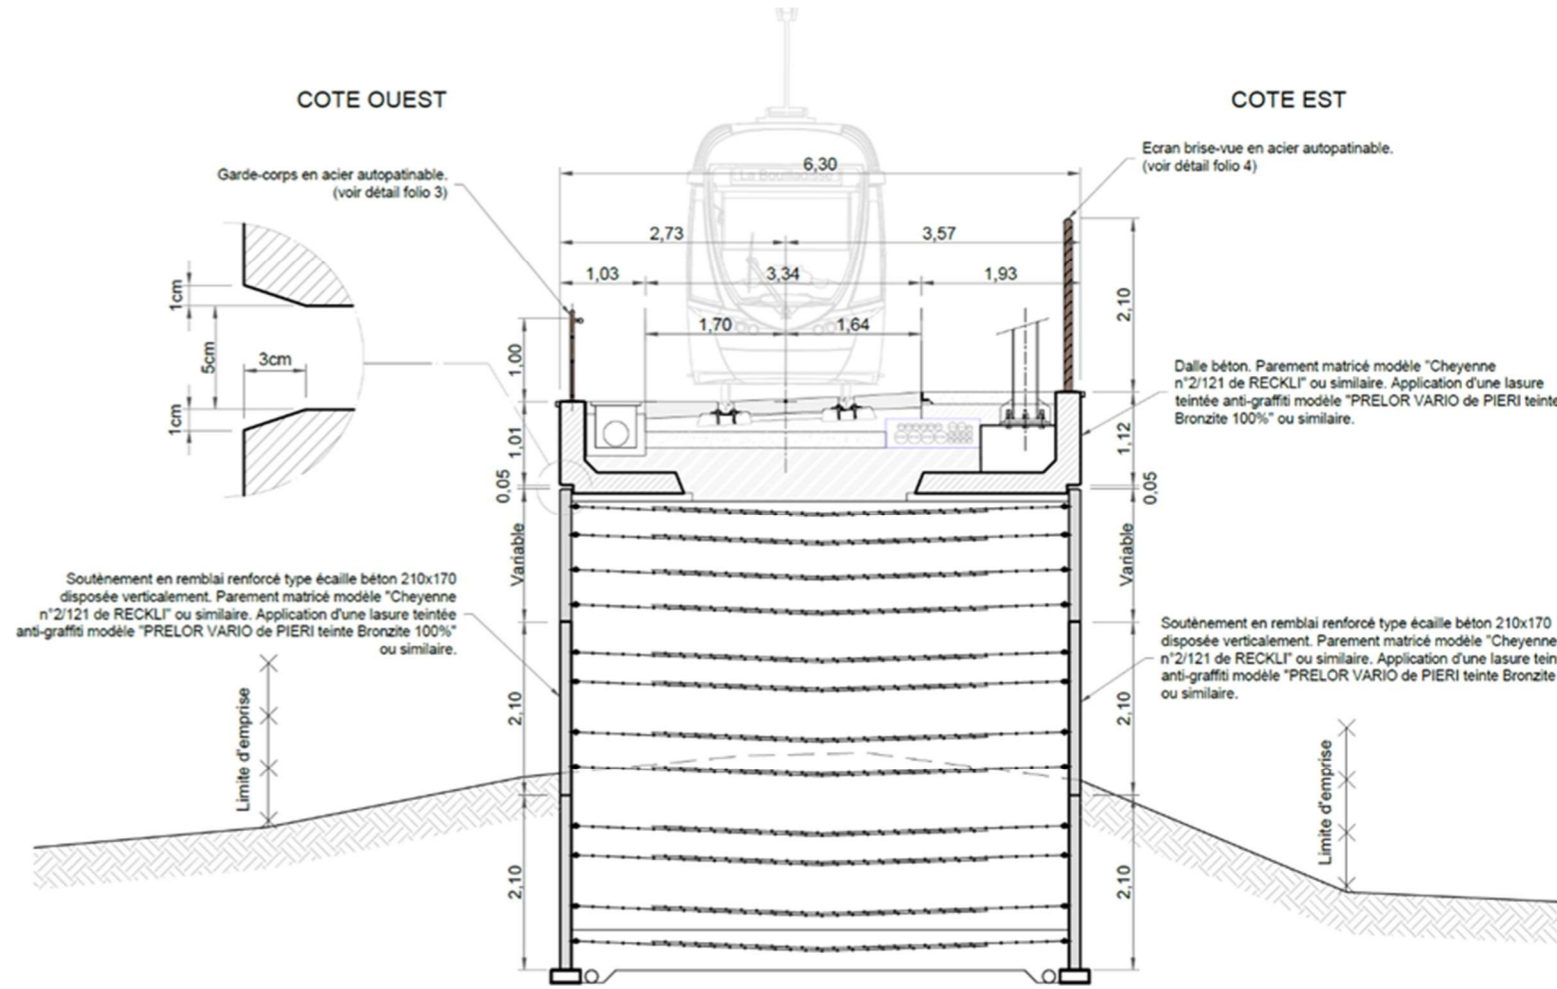 COTE OUEST
COTE EST
Garde-corps en acier autopatinable.
(voir détail folio 3)
Ecran brise-vue en acier autopatinable.
(voir détail folio 4)
6,30
La Bouilladisse
2,73
3,57
1,03
3,34
1,93
1,70
1,64
1cm
5cm
3cm
1cm
1,00
2,10
1,01
1,12
0,05
0,05
Dalle béton. Parement matricé modèle "Cheyenne
n°2/121 de RECKLI" ou similaire. Application d'une lasure
teintée anti-graffiti modèle "PRELOR VARIO de PIERI teinte
Bronzite 100%" ou similaire.
Variable
Variable
Soutènement en remblai renforcé type écaille béton 210x170
disposée verticalement. Parement matricé modèle "Cheyenne
n°2/121 de RECKLI" ou similaire. Application d'une lasure teintée
anti-graffiti modèle "PRELOR VARIO de PIERI teinte Bronzite 100%"
ou similaire.
Soutènement en remblai renforcé type écaille béton 210x170
disposée verticalement. Parement matricé modèle "Cheyenne
n°2/121 de RECKLI" ou similaire. Application d'une lasure tein
anti-graffiti modèle "PRELOR VARIO de PIERI teinte Bronzite
ou similaire.
2,10
2,10
Limite d'emprise
Limite d'emprise
2,10
2,10